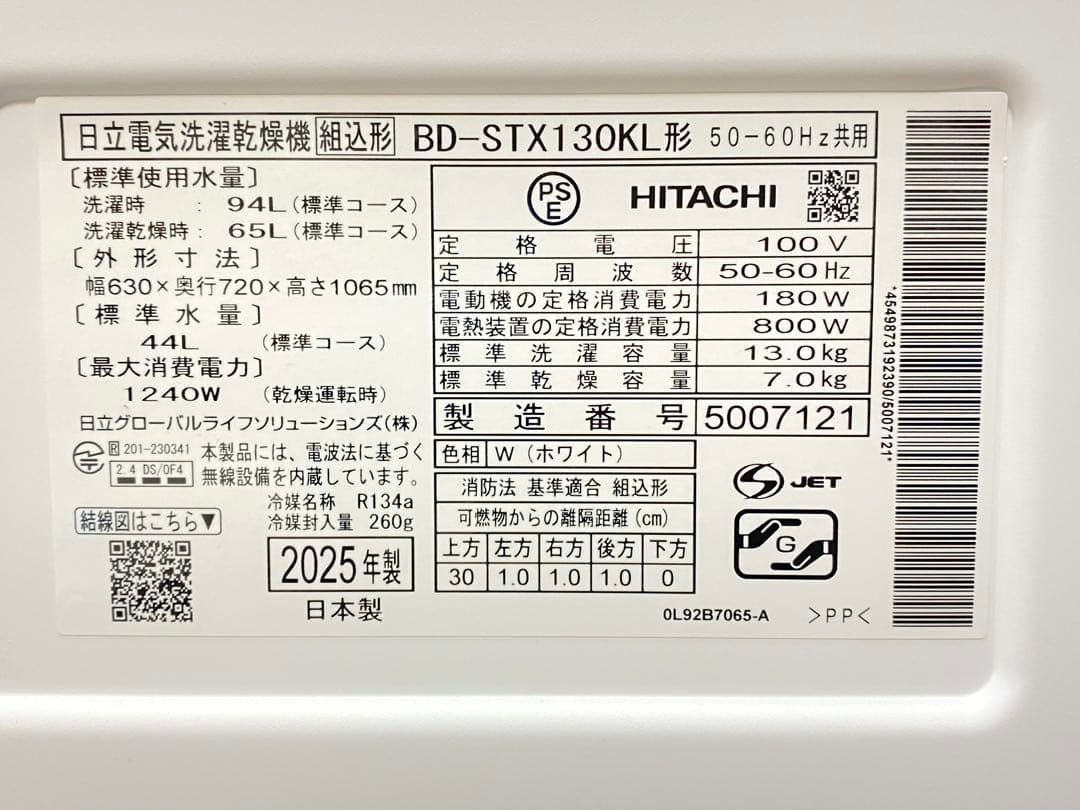 日立電気洗濯乾燥機 組込形 BD-STX130KL形 50-60Hz共用
〔標準使用水量〕
洗濯時 : 94L(標準コース)
洗濯乾燥時: 65L(標準コース)
〔外形寸法〕
幅630×奥行720×高さ1065mm
〔標準水量〕
44L (標準コース)
〔最大消費電力〕
1240W (乾燥運転時)
日立グローバルライフソリューションズ(株)
R 201-230341 本製品には、電波法に基づく
2.4 DS/OF4 無線設備を内蔵しています。
冷媒名称 R134a
冷媒封入量 260g
結線図はこちら▼
2025年製
日本製
PSE HITACHI
定格電圧 100V
定格周波数 50-60Hz
電動機の定格消費電力 180W
電熱装置の定格消費電力 800W
標準洗濯容量 13.0kg
標準乾燥容量 7.0kg
製造番号 5007121
色相 W(ホワイト)
消防法 基準適合 組込形
可燃物からの離隔距離(cm)
上方 左方 右方 後方 下方
30 1.0 1.0 1.0 0
S JET
G
0L92B7065-A >PP<
*4549873192390/5007121*